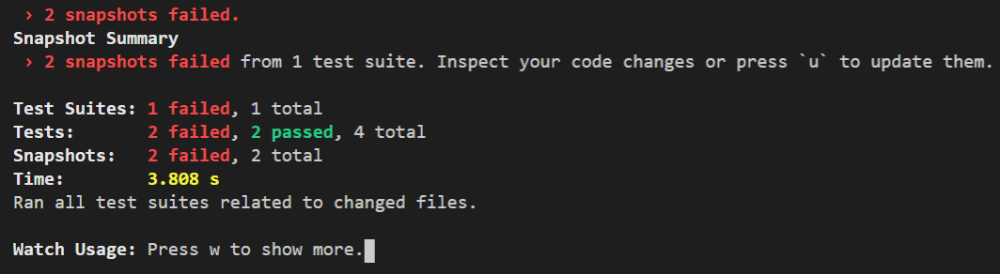 › 2 snapshots failed.
Snapshot Summary
› 2 snapshots failed from 1 test suite. Inspect your code changes or press `u` to update them.
Test Suites: 1 failed, 1 total
Tests:       2 failed, 2 passed, 4 total
Snapshots:   2 failed, 2 total
Time:        3.808 s
Ran all test suites related to changed files.
Watch Usage: Press w to show more.